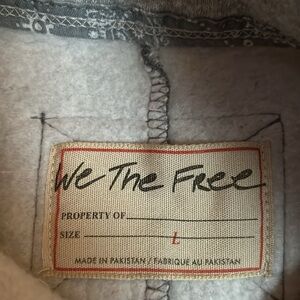 We The Free
PROPERTY OF
SIZE L
MADE IN PAKISTAN / FABRIQUE AU PAKISTAN